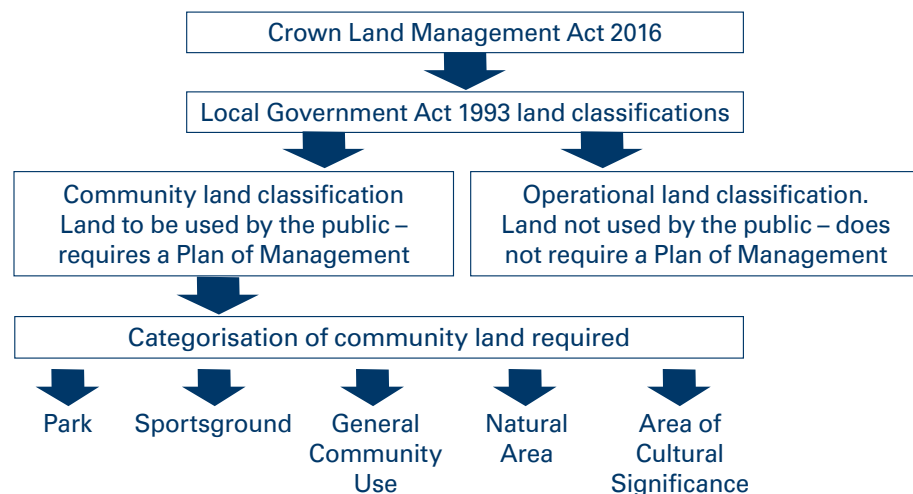 Crown Land Management Act 2016
Local Government Act 1993 land classifications
Community land classification
Land to be used by the public –
requires a Plan of Management
Operational land classification.
Land not used by the public – does
not require a Plan of Management
Categorisation of community land required
Park
Sportsground
General
Community
Use
Natural
Area
Area of
Cultural
Significance